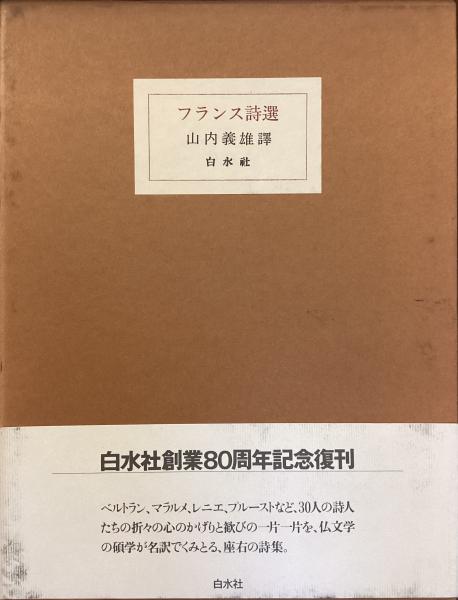 フランス詩選
山内義雄譯
白水社
白水社創業80周年記念復刊
ベルトラン、マラルメ、レニエ、プルーストなど、30人の詩人
たちの折々の心のかげりと歓びの一片一片を、仏文学
の碩学が名訳でくみとる、座右の詩集。
白水社